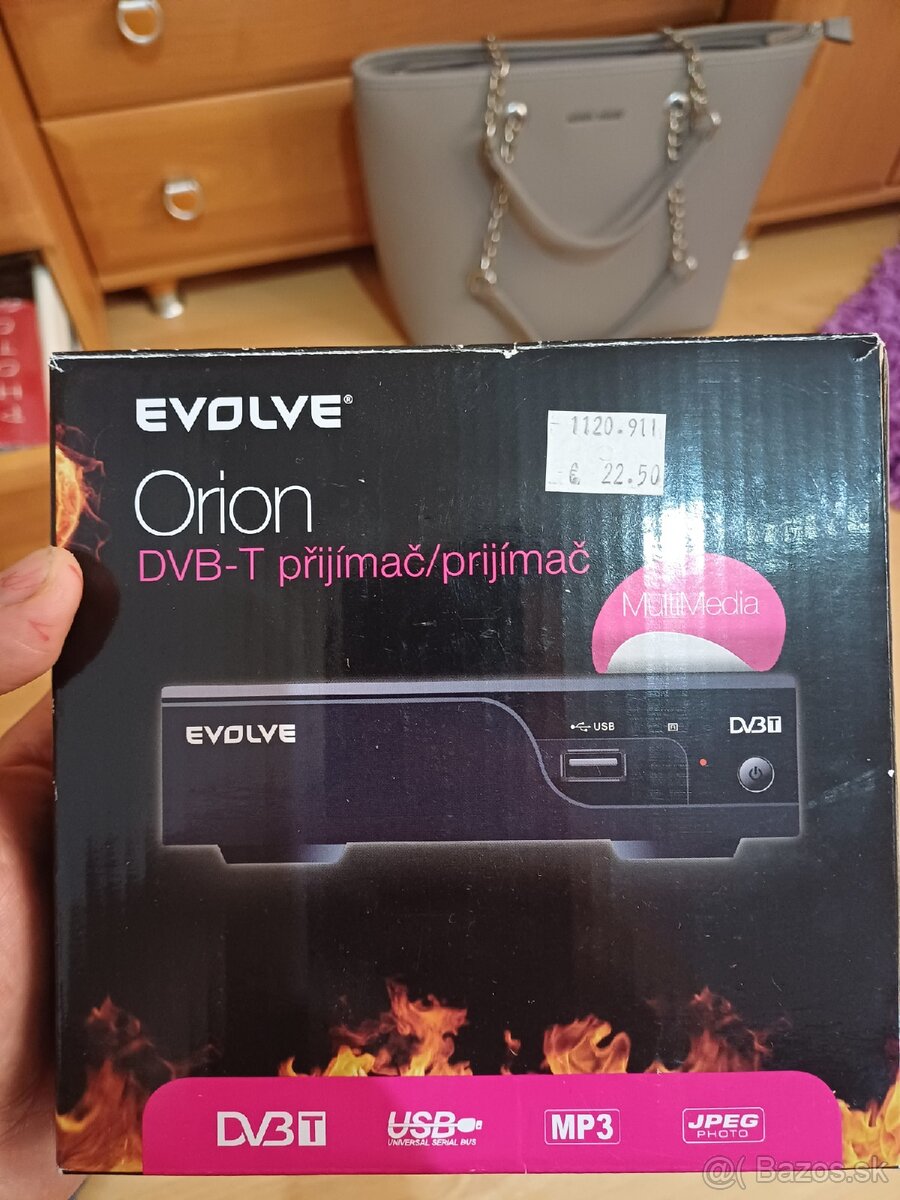 EVOLVE®
1120.911
€ 22.50
Orion
DVB-T přijímač/prijímač
MultiMedia
EVOLVE
USB
DVB T
DVB T
USB
UNIVERSAL SERIAL BUS
MP3
JPEG
PHOTO
@( Bazos.sk